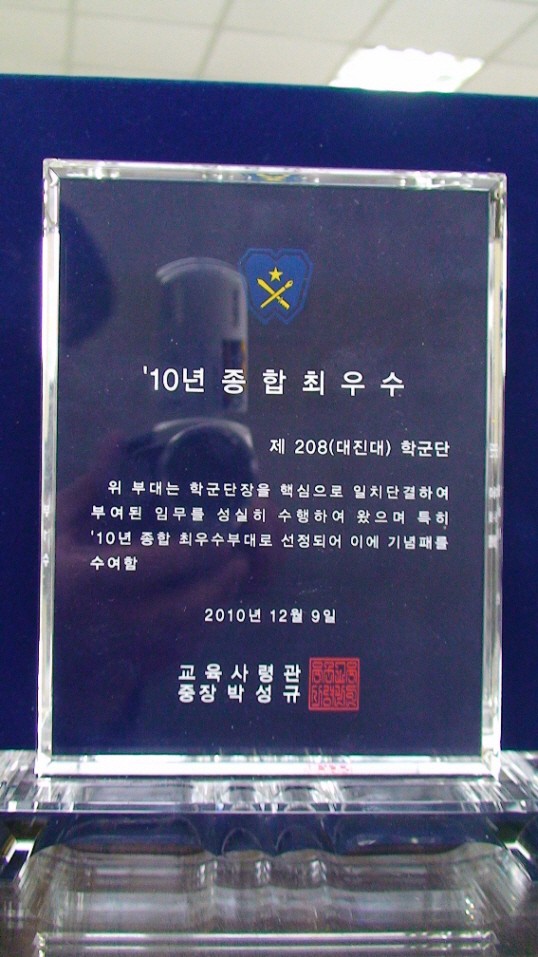 '10년 종합최우수
제 208(대진대) 학군단
위 부대는 학군단장을 핵심으로 일치단결하여
부여된 임무를 성실히 수행하여 왔으며 특히
'10년 종합 최우수부대로 선정되어 이에 기념패를
수여함
2010년 12월 9일
교육사령관
중장박성규